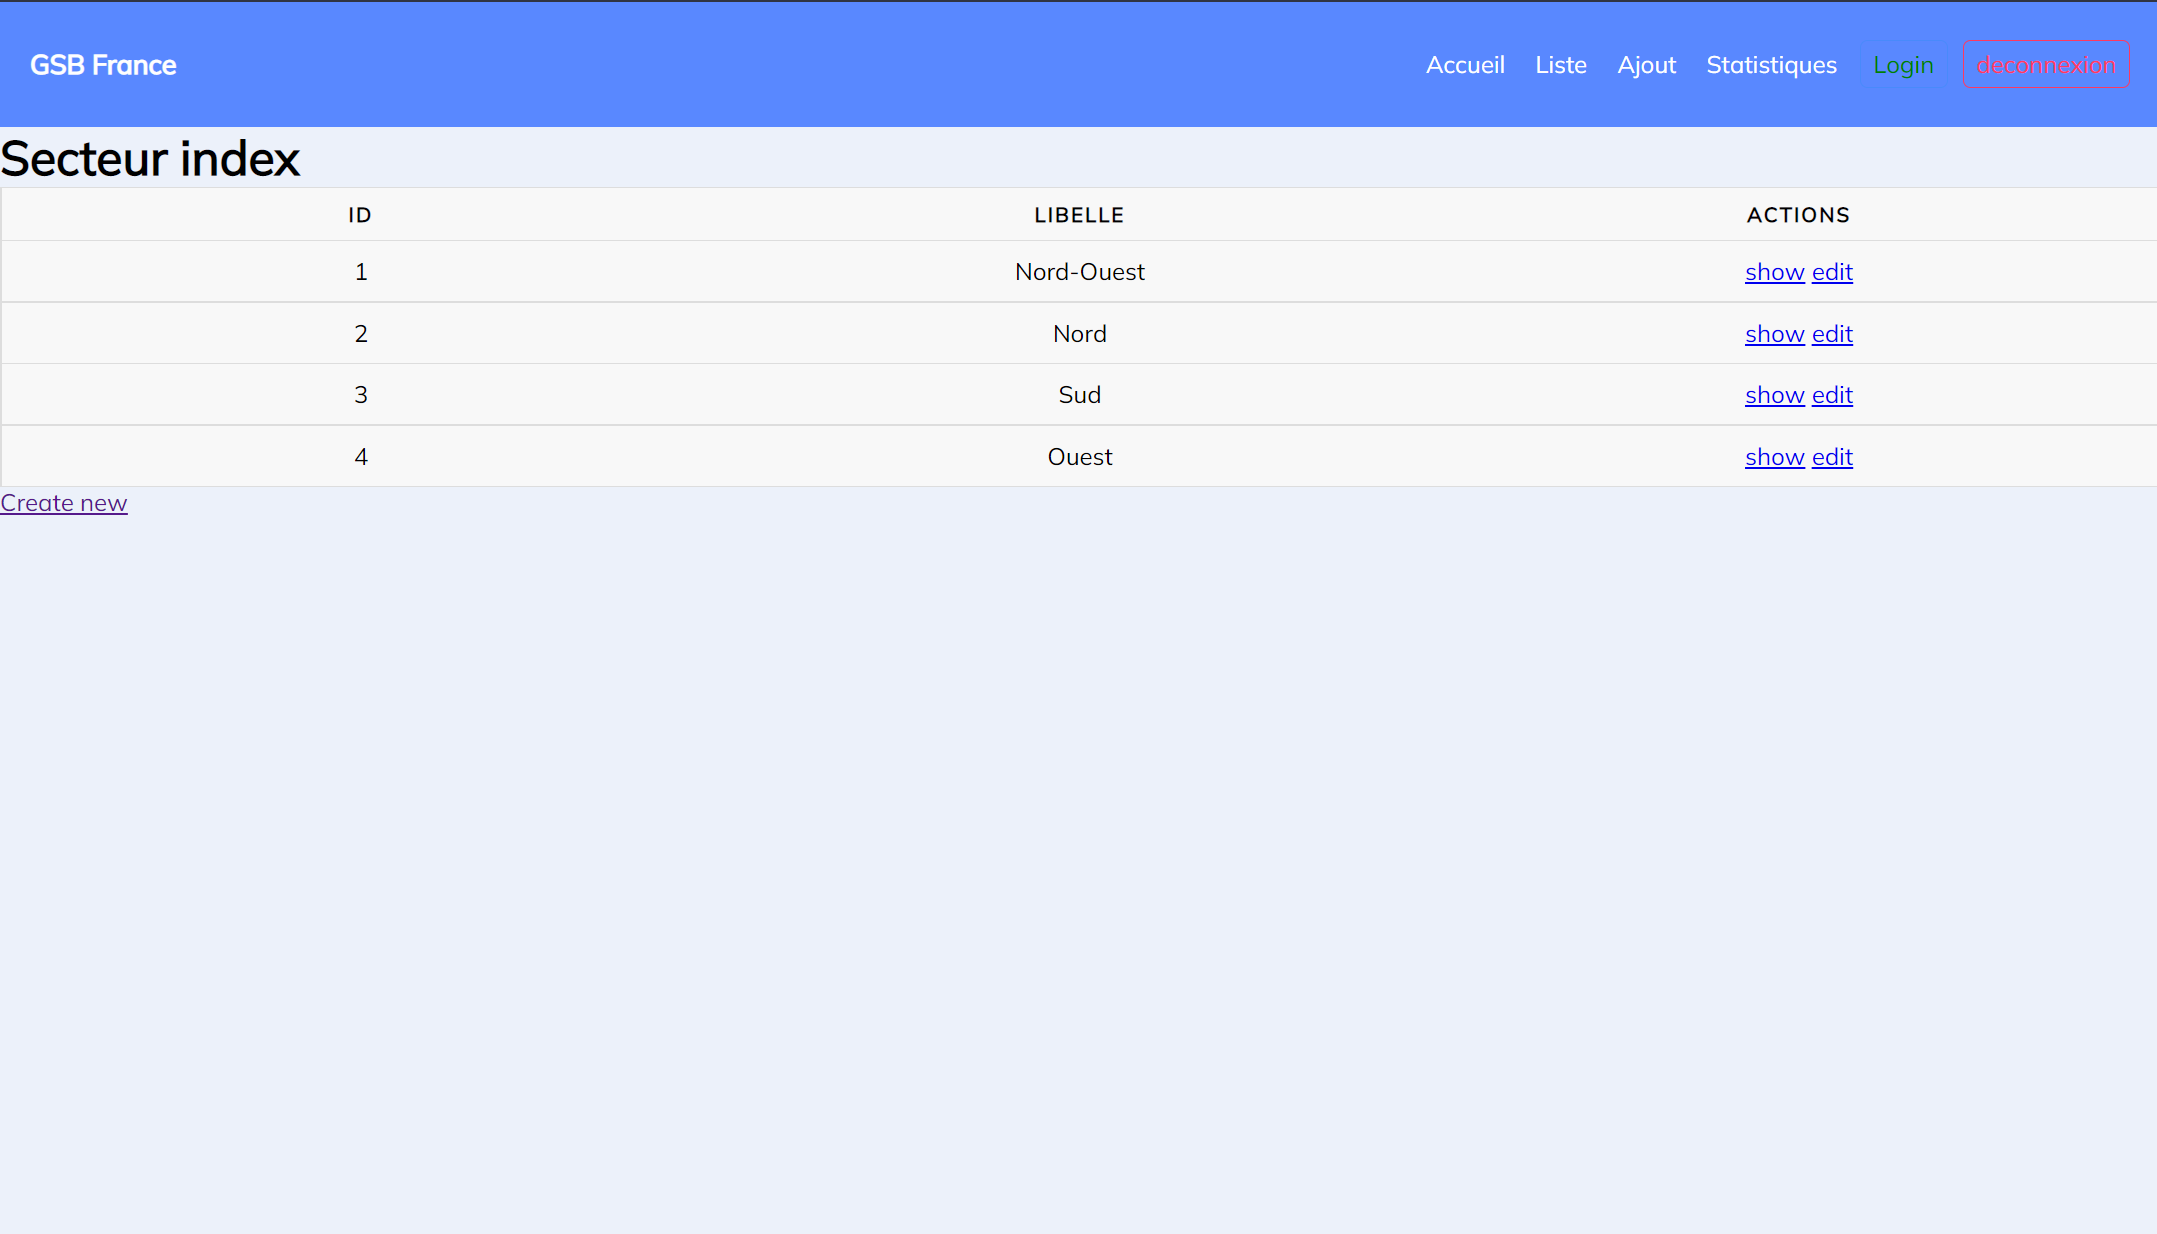 GSB France Accueil Liste Ajout Statistiques Login deconnexion
Secteur index
ID LIBELLE ACTIONS
1 Nord-Ouest show edit
2 Nord show edit
3 Sud show edit
4 Ouest show edit
Create new